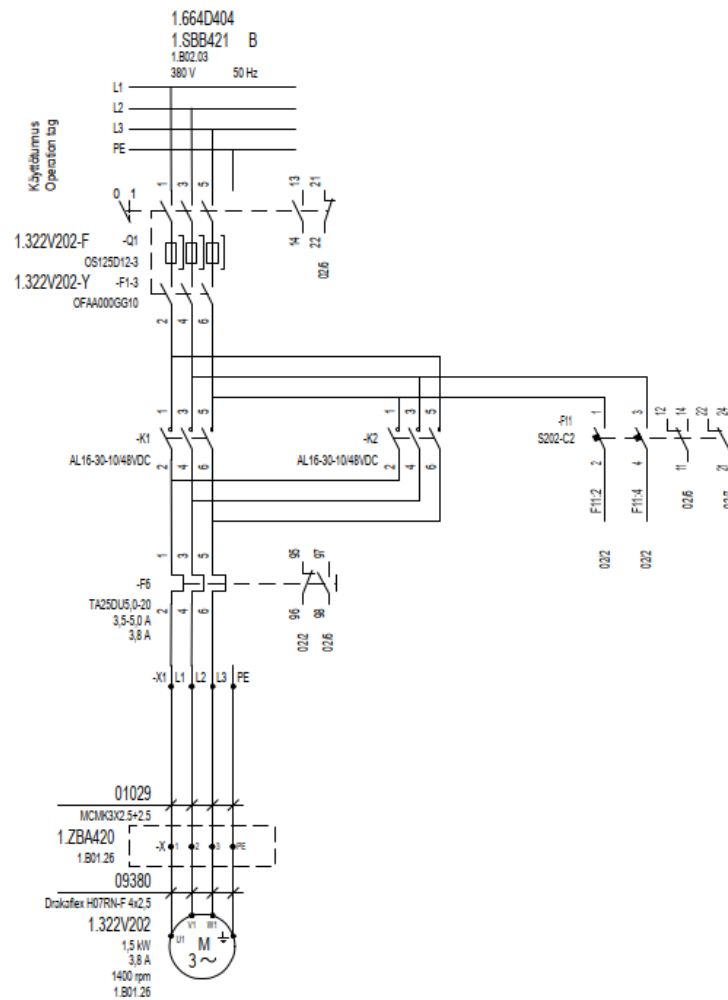 1.664D404
1.SBB421 B
1.B02.03
380 V 50 Hz
L1
L2
L3
PE
Käyttötunnus
Operation tag
0 1
1 3 5
13 21
1.322V202-F -Q1
14 22
OS125D12-3
02/6
1.322V202-Y -F1-3
OFAA000GG10
2 4 6
1 3 5
1 3 5
1 3
12 14 22 24
-F11
-K1
-K2
S202-C2
AL16-30-10/48VDC
AL16-30-10/48VDC
2 4 6
2 4 6
2 4
11 21
F11:2 F11:4
02/6
02/2 02/2
1 3 5
95 97
-F6
TA25DU5,0-20
2 4 6
96 98
3,5-5,0 A
3,8 A
02/2 02/6
-X1 L1 L2 L3 PE
01029
MCMK3X2.5+2.5
1.ZBA420
-X 1 2 3 PE
1.B01.26
09380
Drakaflex H07RN-F 4x2,5
1.322V202
U1 V1 W1
1,5 kW
M
3,8 A
3 ~
1400 rpm
1.B01.26